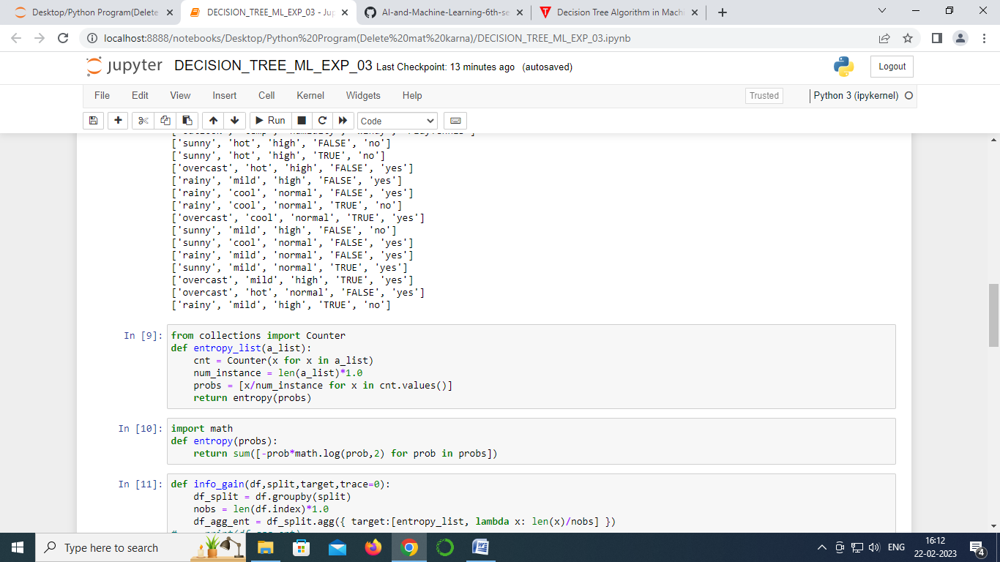 Desktop/Python Program(Delete
DECISION_TREE_ML_EXP_03 - Jup
AI-and-Machine-Learning-6th-se
Decision Tree Algorithm in Mach
localhost:8888/notebooks/Desktop/Python%20Program(Delete%20mat%20karna)/DECISION_TREE_ML_EXP_03.ipynb
jupyter DECISION_TREE_ML_EXP_03 Last Checkpoint: 13 minutes ago (autosaved)
Logout
File Edit View Insert Cell Kernel Widgets Help
Trusted
Python 3 (ipykernel)
Run
Code
['sunny', 'hot', 'high', 'FALSE', 'no']
['sunny', 'hot', 'high', 'TRUE', 'no']
['overcast', 'hot', 'high', 'FALSE', 'yes']
['rainy', 'mild', 'high', 'FALSE', 'yes']
['rainy', 'cool', 'normal', 'FALSE', 'yes']
['rainy', 'cool', 'normal', 'TRUE', 'no']
['overcast', 'cool', 'normal', 'TRUE', 'yes']
['sunny', 'mild', 'high', 'FALSE', 'no']
['sunny', 'cool', 'normal', 'FALSE', 'yes']
['rainy', 'mild', 'normal', 'FALSE', 'yes']
['sunny', 'mild', 'normal', 'TRUE', 'yes']
['overcast', 'mild', 'high', 'TRUE', 'yes']
['overcast', 'hot', 'normal', 'FALSE', 'yes']
['rainy', 'mild', 'high', 'TRUE', 'no']
In [9]: from collections import Counter
def entropy_list(a_list):
    cnt = Counter(x for x in a_list)
    num_instance = len(a_list)*1.0
    probs = [x/num_instance for x in cnt.values()]
    return entropy(probs)
In [10]: import math
def entropy(probs):
    return sum([-prob*math.log(prob,2) for prob in probs])
In [11]: def info_gain(df,split,target,trace=0):
    df_split = df.groupby(split)
    nobs = len(df.index)*1.0
    df_agg_ent = df_split.agg({ target:[entropy_list, lambda x: len(x)/nobs] })
Type here to search
ENG
16:12
22-02-2023
4